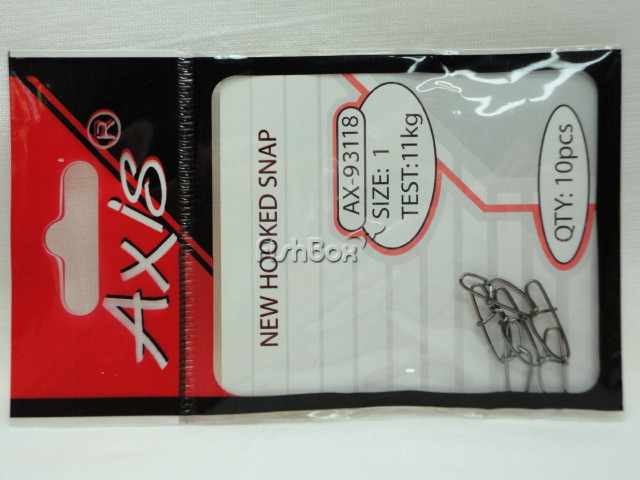 Axis®
NEW HOOKED SNAP
AX-93118
SIZE: 1
TEST:11kg
QTY: 10pcs
FishBox